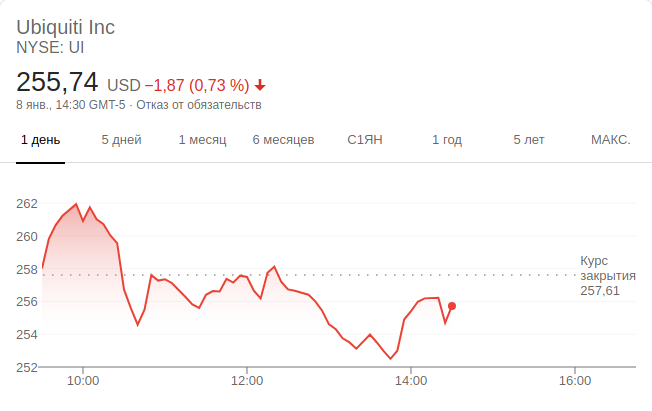 Ubiquiti Inc
NYSE: UI
255,74 USD −1,87 (0,73 %)
8 янв., 14:30 GMT-5 · Отказ от обязательств
1 день 5 дней 1 месяц 6 месяцев С1ЯН 1 год 5 лет МАКС.
262
260
258
256
254
252
Курс
закрытия
257,61
10:00 12:00 14:00 16:00